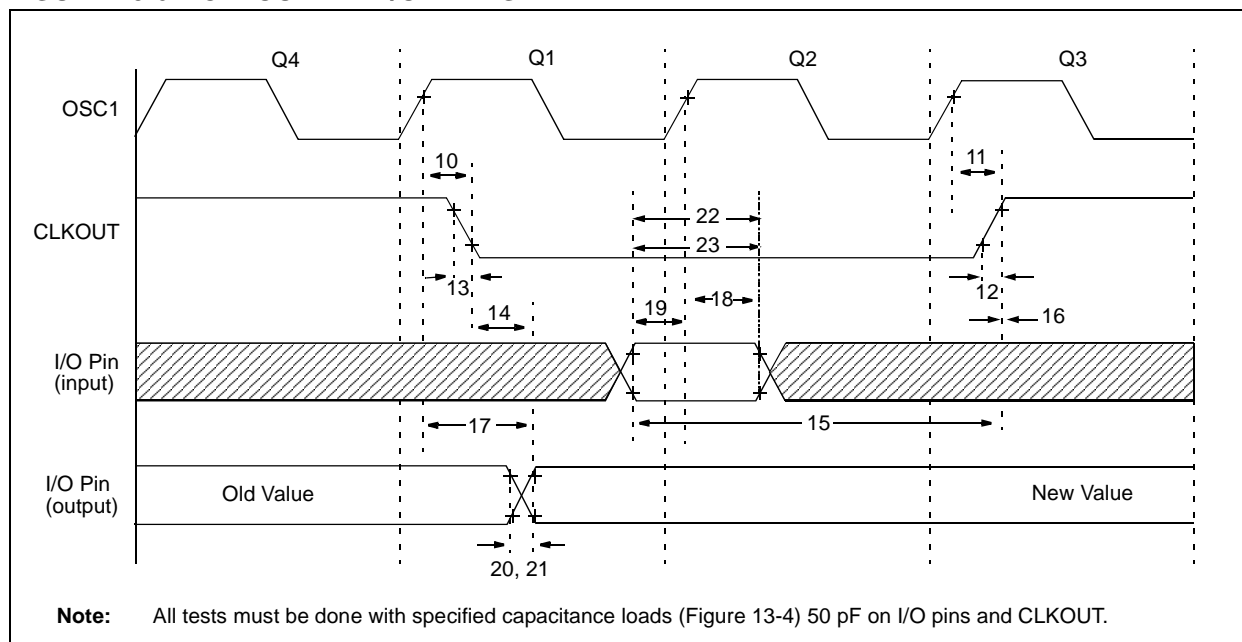 Q4
Q1
Q2
Q3
OSC1
10
11
22
CLKOUT
23
13
12
14
19
18
16
I/O Pin
(input)
17
15
I/O Pin
(output)
Old Value
New Value
20, 21
Note: All tests must be done with specified capacitance loads (Figure 13-4) 50 pF on I/O pins and CLKOUT.